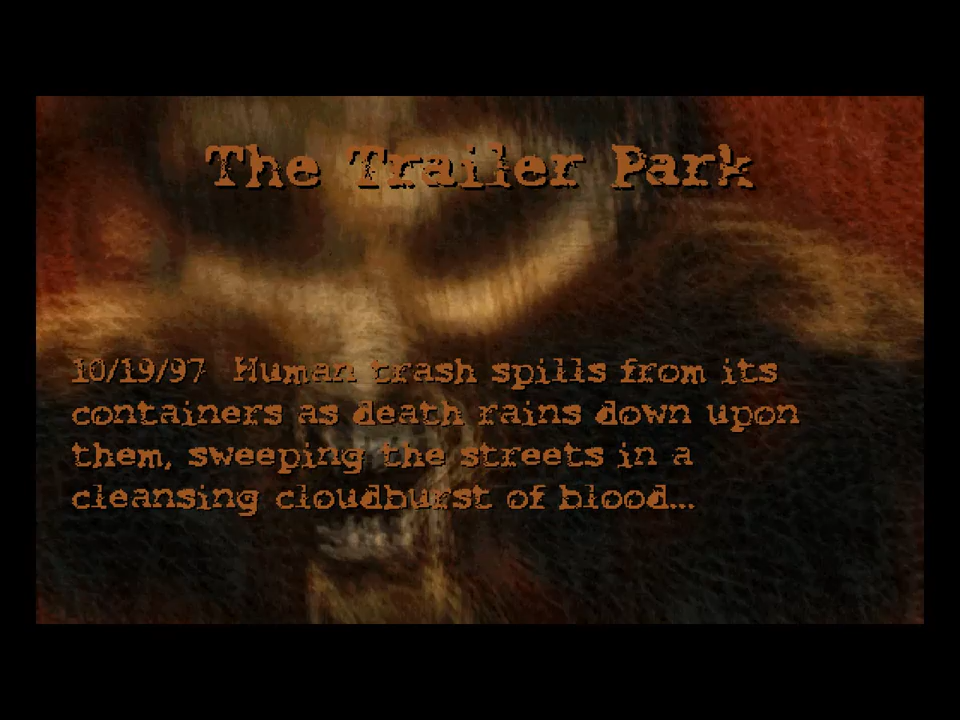 The Trailer Park
10/19/97 Human trash spills from its
containers as death rains down upon
them, sweeping the streets in a
cleansing cloudburst of blood...